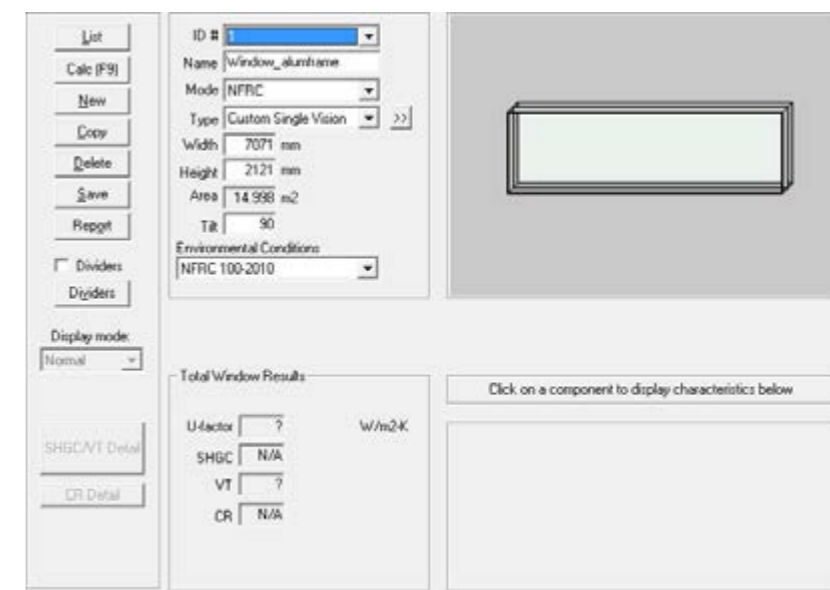 List
Calc (F9)
New
Copy
Delete
Save
Report
Dividers
Dividers
Display mode:
Normal
SHGC/VT Detail
CR Detail
ID # 1
Name Window_alumframe
Mode NFRC
Type Custom Single Vision >>
Width 7071 mm
Height 2121 mm
Area 14.998 m2
Tilt 90
Environmental Conditions
NFRC 100-2010
Total Window Results
U-factor ? W/m2-K
SHGC N/A
VT ?
CR N/A
Click on a component to display characteristics below